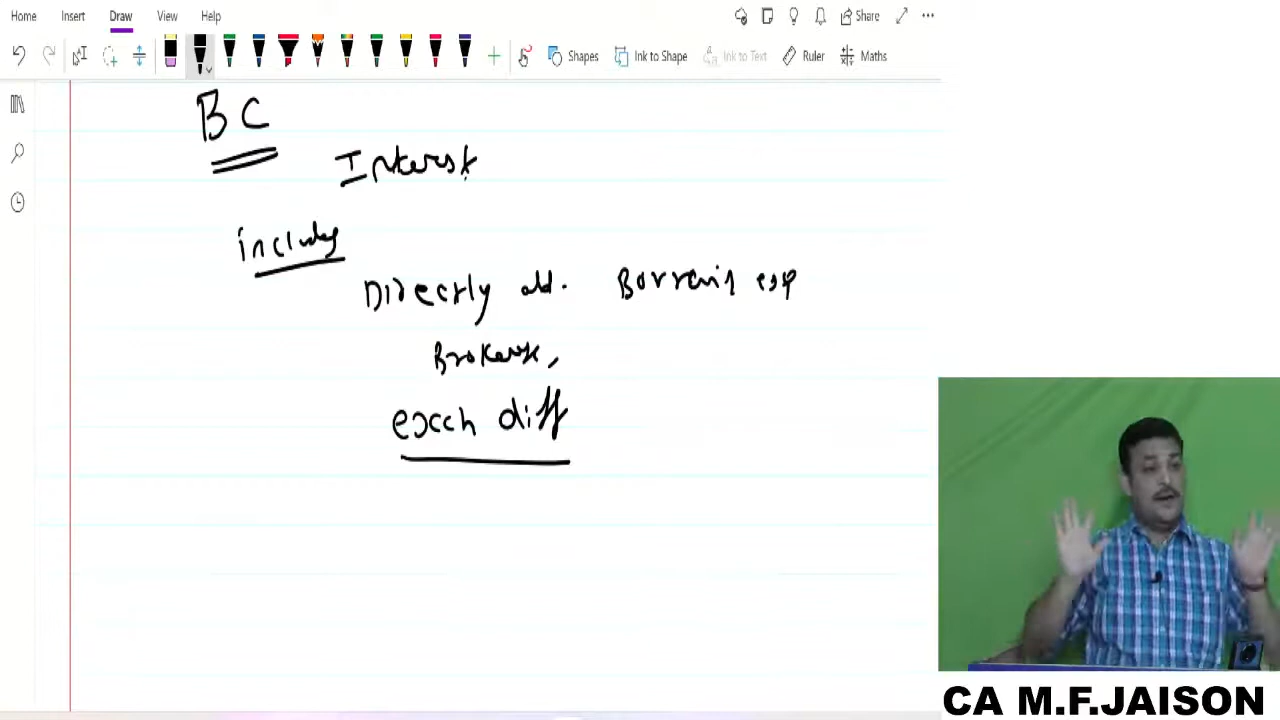 Home Insert Draw View Help Share
Shapes Ink to Shape Ink to Text Ruler Maths
BC
Interest
includes
Directly add. Borrowing exp
Brokerage,
exch diff
CA M.F.JAISON